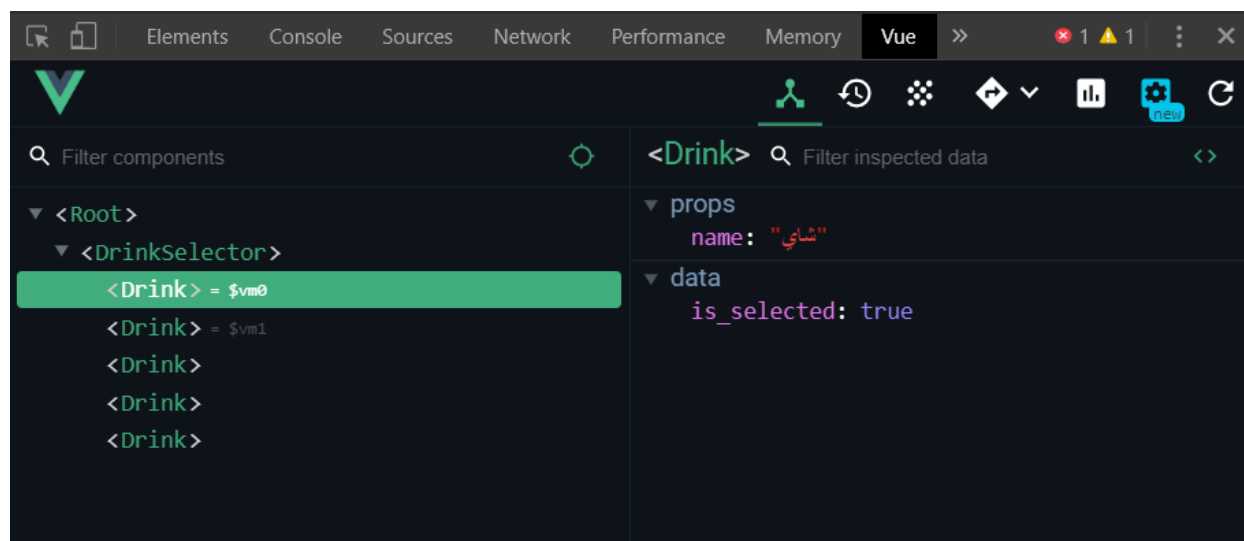 Elements Console Sources Network Performance Memory Vue » 1 1
new
Filter components
<Drink> Filter inspected data <>
▼ <Root>
▼ <DrinkSelector>
<Drink> = $vm0
<Drink> = $vm1
<Drink>
<Drink>
<Drink>
▼ props
name: "شاي"
▼ data
is_selected: true